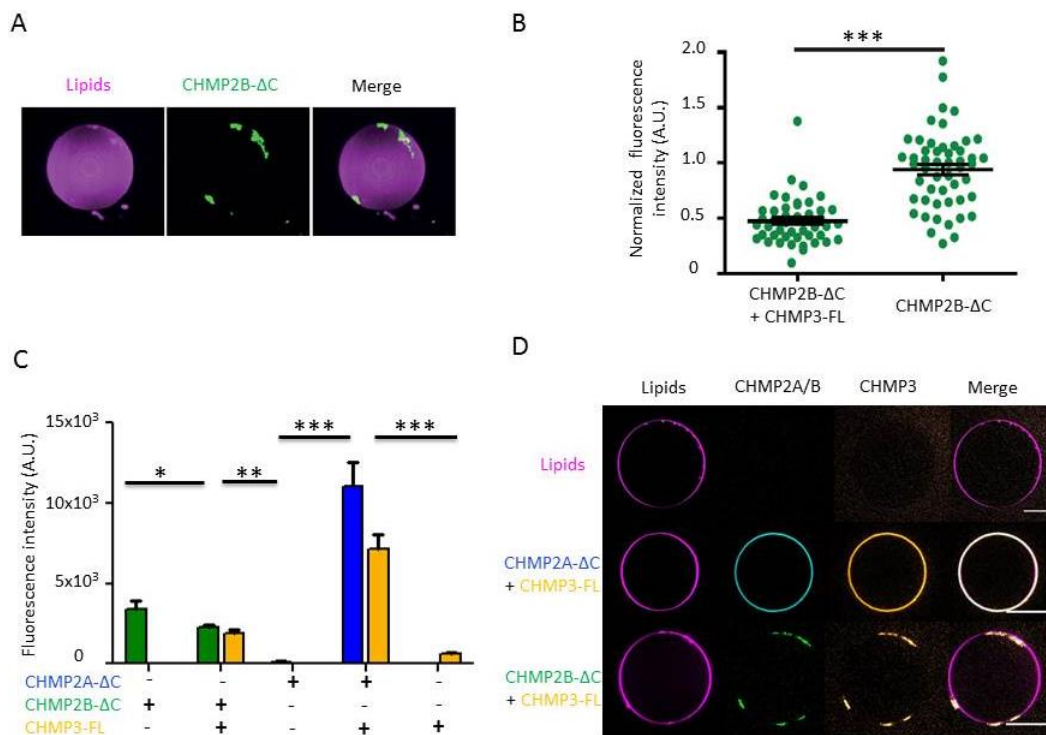 A
Lipids CHMP2B-ΔC Merge
B
***
Normalized fluorescence
intensity (A.U.)
2.0
1.5
1.0
0.5
0
CHMP2B-ΔC
+ CHMP3-FL
CHMP2B-ΔC
C
Fluorescence intensity (A.U.)
15x10³
10x10³
5x10³
0
* ** *** ***
CHMP2A-ΔC - - + + -
CHMP2B-ΔC + + - - -
CHMP3-FL - + - + +
D
Lipids CHMP2A/B CHMP3 Merge
Lipids
CHMP2A-ΔC
+ CHMP3-FL
CHMP2B-ΔC
+ CHMP3-FL